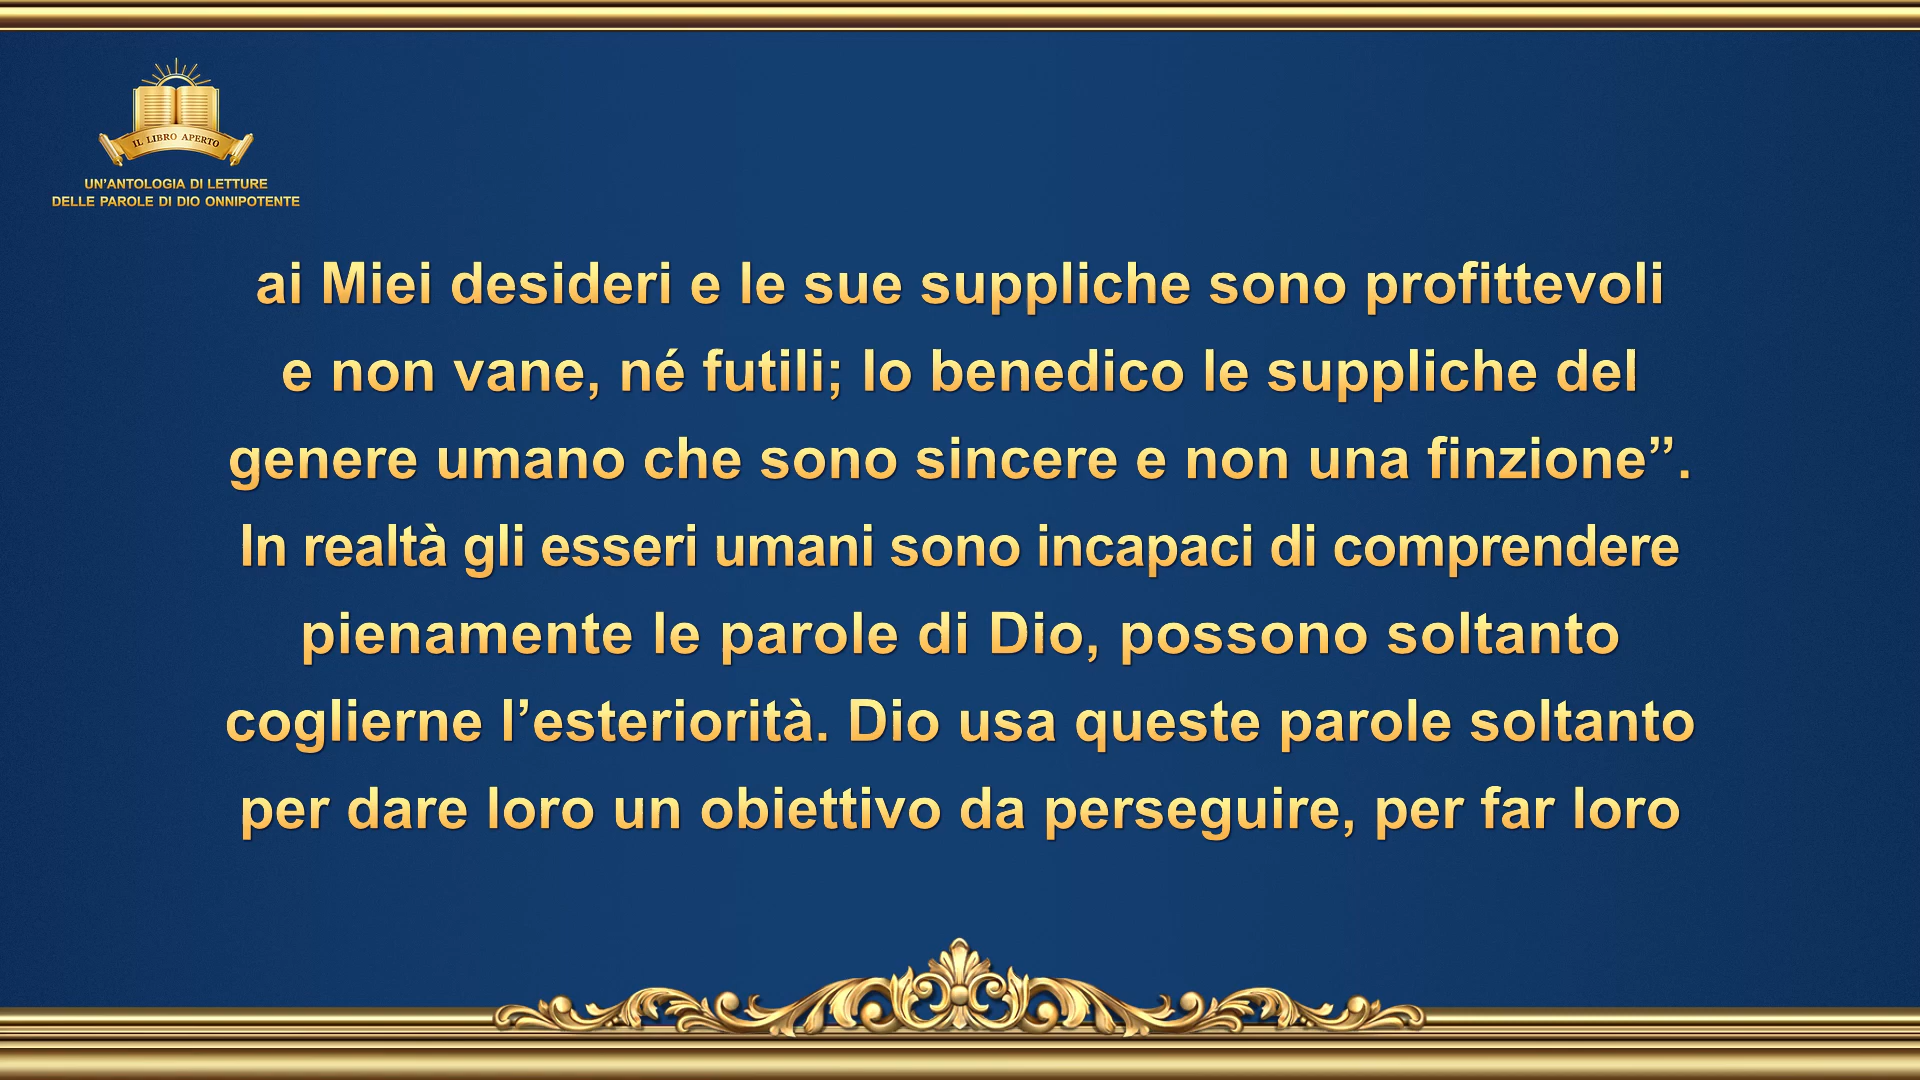 IL LIBRO APERTO
UN'ANTOLOGIA DI LETTURE
DELLE PAROLE DI DIO ONNIPOTENTE
ai Miei desideri e le sue suppliche sono profittevoli
e non vane, né futili; Io benedico le suppliche del
genere umano che sono sincere e non una finzione”.
In realtà gli esseri umani sono incapaci di comprendere
pienamente le parole di Dio, possono soltanto
coglierne l’esteriorità. Dio usa queste parole soltanto
per dare loro un obiettivo da perseguire, per far loro